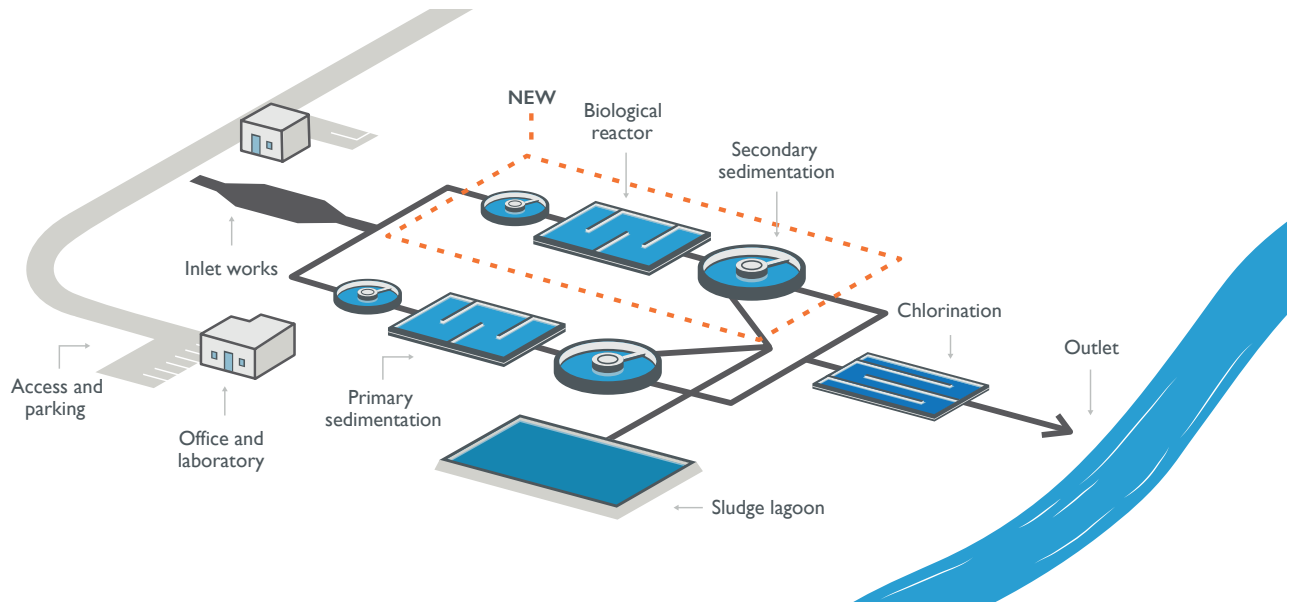 NEW
Biological
reactor
Secondary
sedimentation
Inlet works
Chlorination
Outlet
Access and
parking
Primary
sedimentation
Office and
laboratory
Sludge lagoon